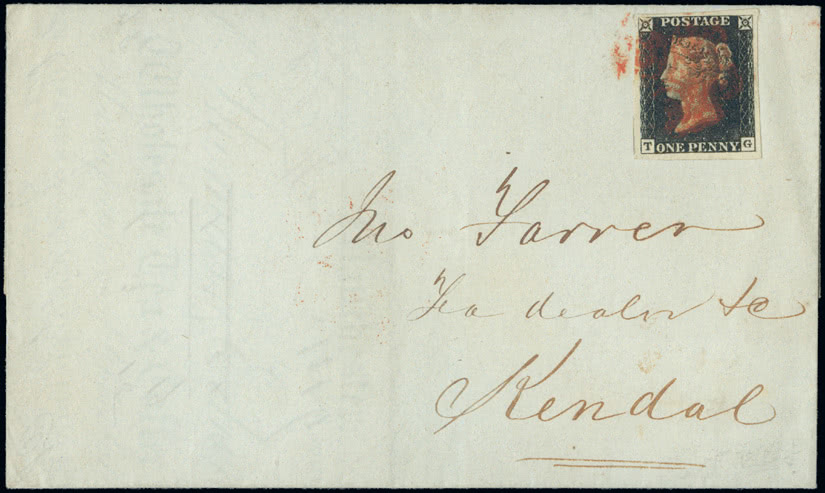 POSTAGE
T G
ONE PENNY
Jno Farrer
Tea dealer &c
Kendal